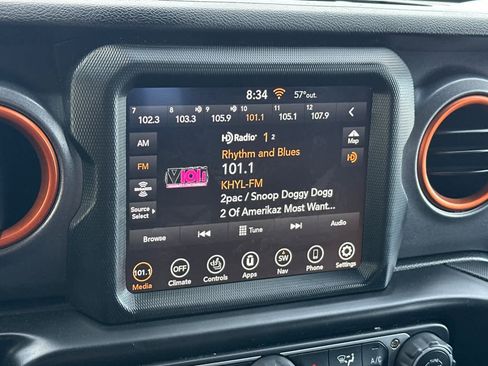 8:34 57°out.
7 8 9 10 11 12
102.3 103.3 105.9 101.1 105.1 107.9
AM
HD Radio 1 2
Map
Rhythm and Blues
FM
101.1
HD
V101.1
KHYL-FM
2pac / Snoop Doggy Dogg
Source Select
2 Of Amerikaz Most Want...
Browse Tune Audio
101.1 OFF SW
Media Climate Controls Apps Nav Phone Settings
A/C